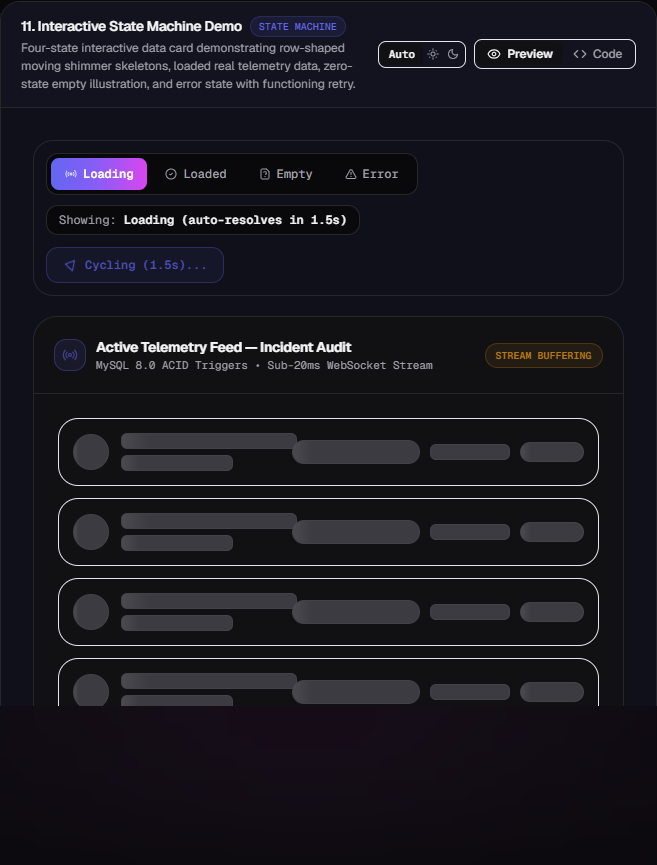 11. Interactive State Machine Demo
STATE MACHINE
Four-state interactive data card demonstrating row-shaped
moving shimmer skeletons, loaded real telemetry data, zero-
state empty illustration, and error state with functioning retry.
Auto
Preview
Code
Loading
Loaded
Empty
Error
Showing: Loading (auto-resolves in 1.5s)
Cycling (1.5s)...
Active Telemetry Feed — Incident Audit
MySQL 8.0 ACID Triggers • Sub-20ms WebSocket Stream
STREAM BUFFERING